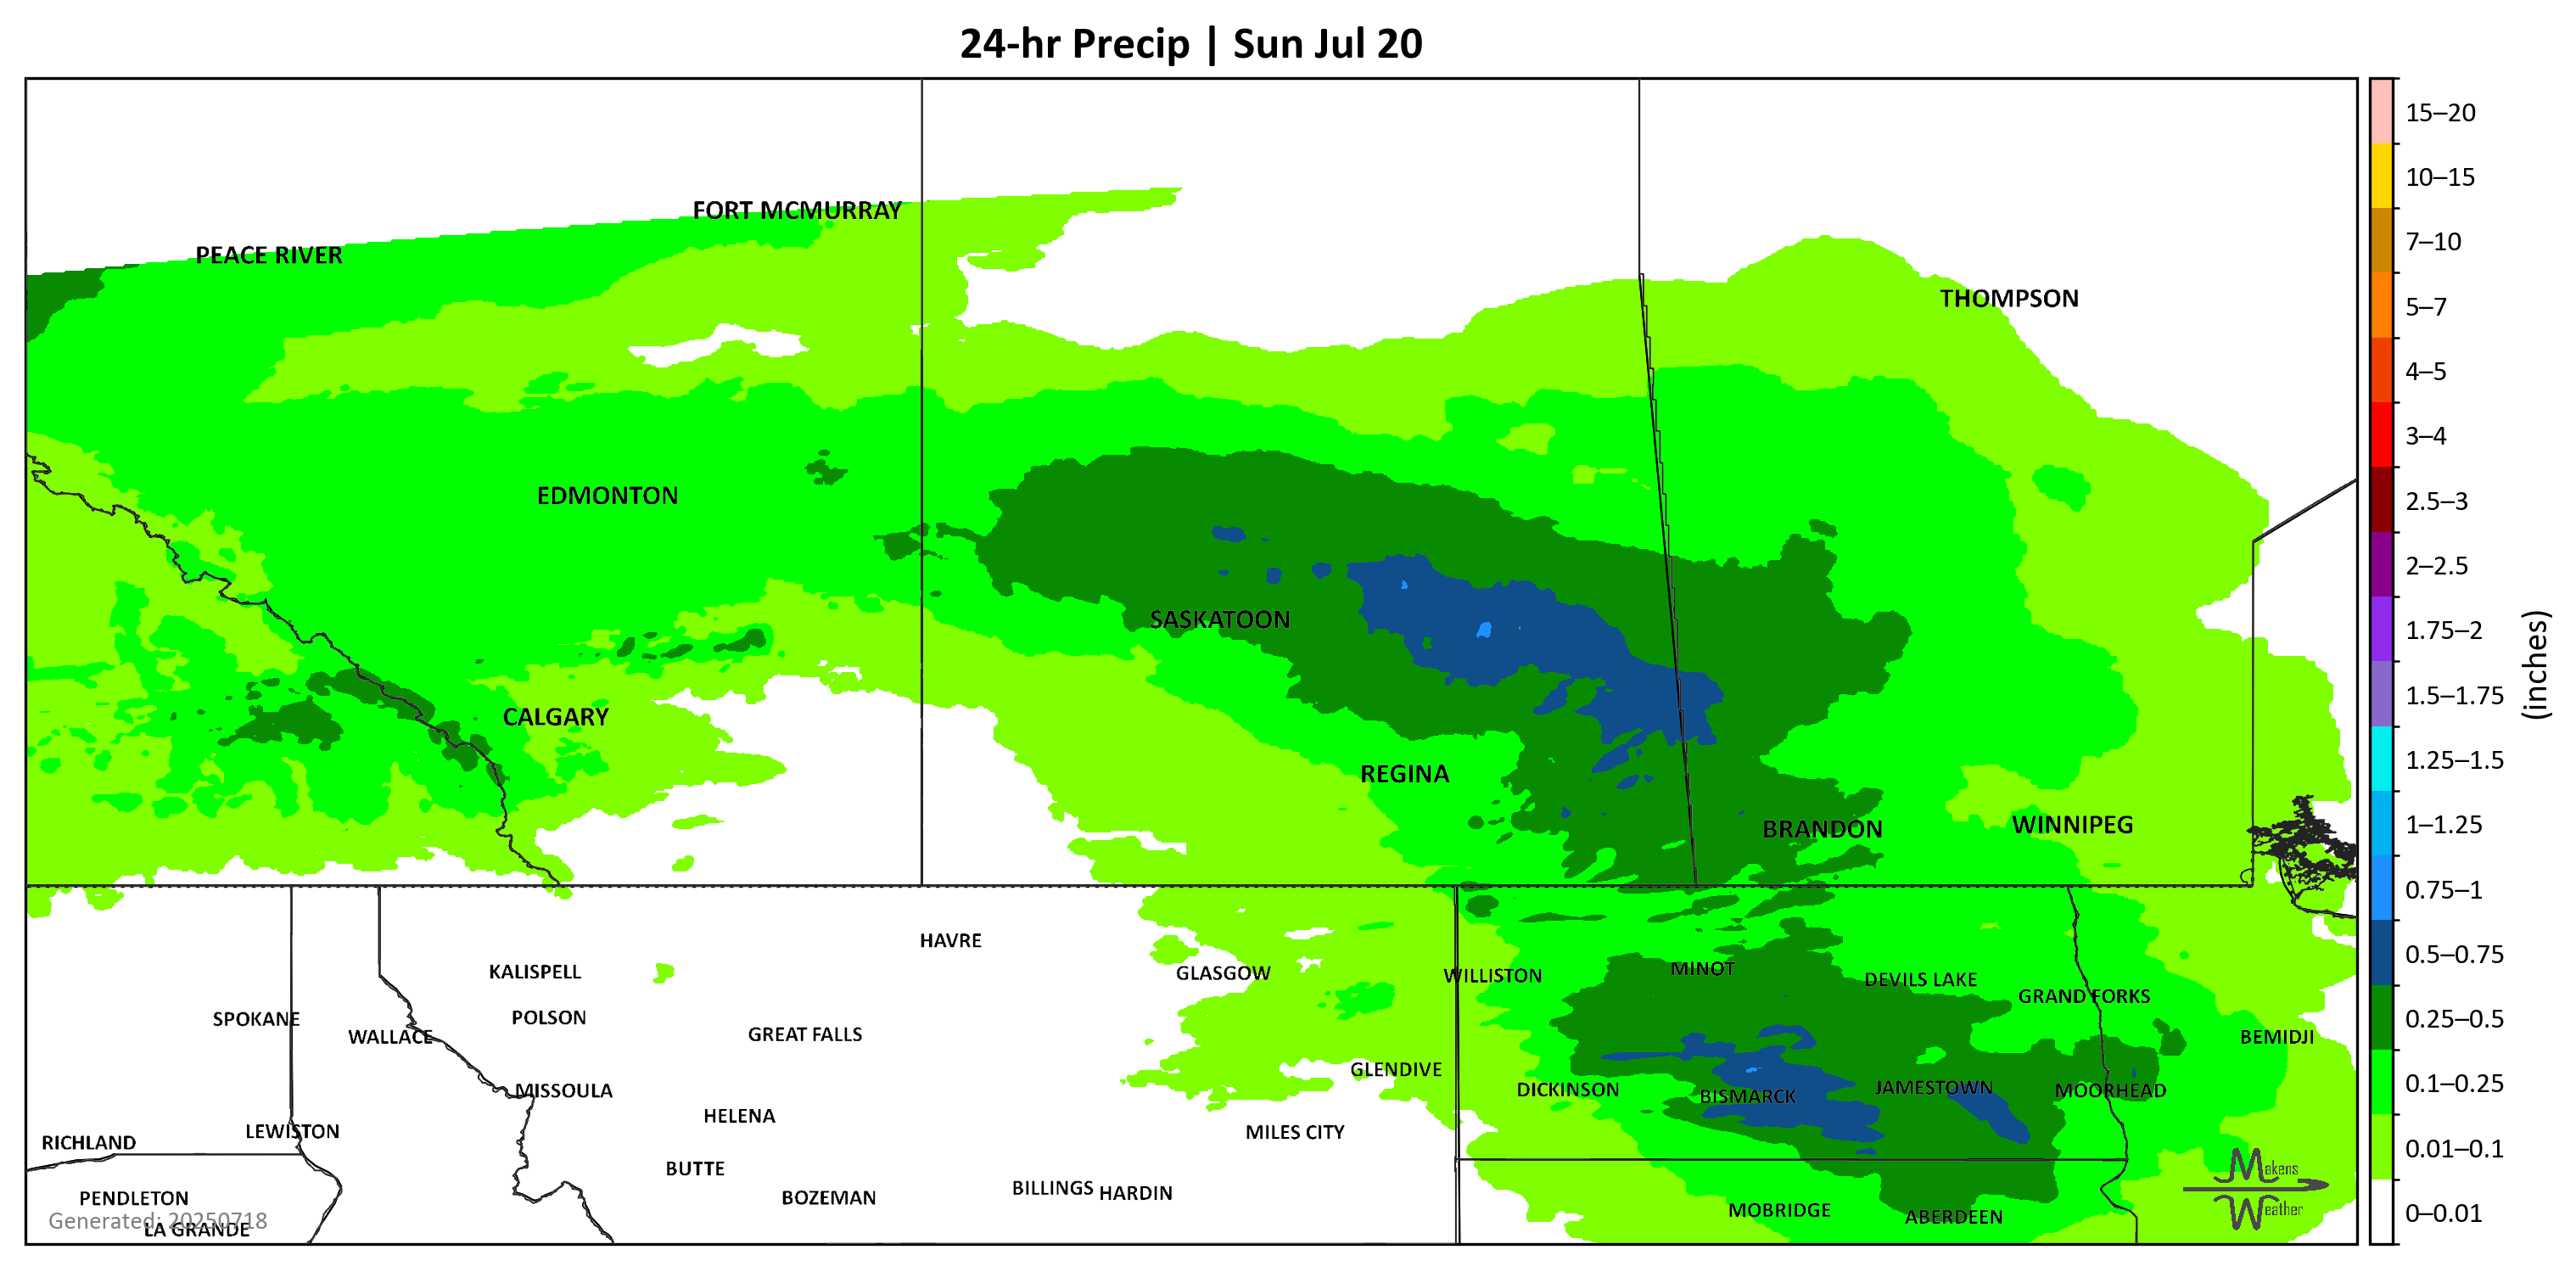 24-hr Precip | Sun Jul 20
15–20
10–15
7–10
5–7
4–5
3–4
2.5–3
2–2.5
1.75–2
1.5–1.75
1.25–1.5
1–1.25
0.75–1
0.5–0.75
0.25–0.5
0.1–0.25
0.01–0.1
0–0.01
(inches)
FORT MCMURRAY
PEACE RIVER
THOMPSON
EDMONTON
SASKATOON
CALGARY
REGINA
BRANDON
WINNIPEG
HAVRE
KALISPELL
GLASGOW
WILLISTON
MINOT
DEVILS LAKE
GRAND FORKS
SPOKANE
POLSON
WALLACE
GREAT FALLS
BEMIDJI
GLENDIVE
MISSOULA
DICKINSON
BISMARCK
JAMESTOWN
MOORHEAD
HELENA
RICHLAND
LEWISTON
MILES CITY
BUTTE
PENDLETON
BOZEMAN
BILLINGS
HARDIN
MOBRIDGE
ABERDEEN
Generated: 20250718
LA GRANDE
Makens
Weather